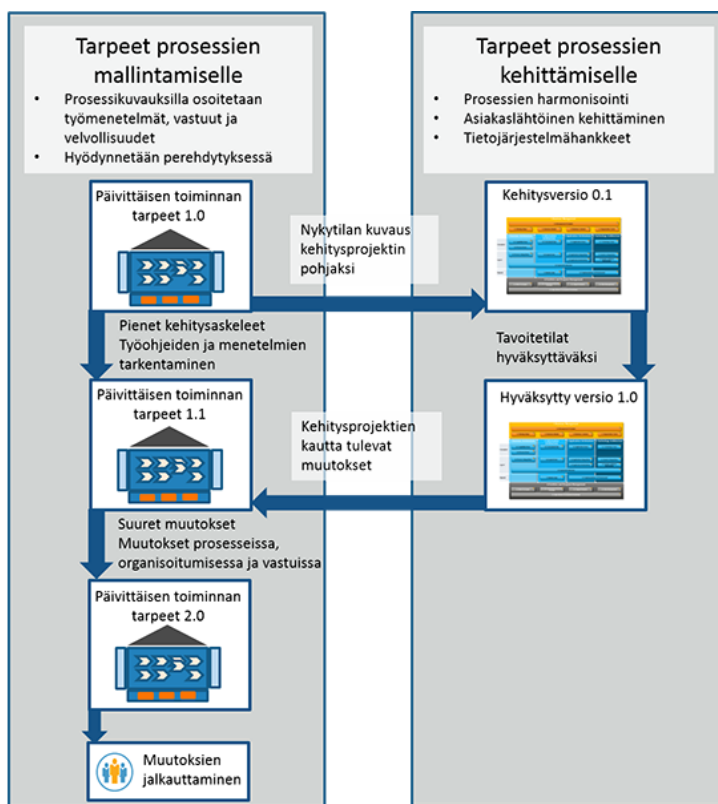 Tarpeet prosessien
mallintamiselle
• Prosessikuvauksilla osoitetaan
työmenetelmät, vastuut ja
velvollisuudet
• Hyödynnetään perehdytyksessä
Päivittäisen toiminnan
tarpeet 1.0
Pienet kehitysaskeleet
Työohjeiden ja menetelmien
tarkentaminen
Päivittäisen toiminnan
tarpeet 1.1
Suuret muutokset
Muutokset prosesseissa,
organisoitumisessa ja vastuissa
Päivittäisen toiminnan
tarpeet 2.0
Muutoksien
jalkauttaminen
Nykytilan kuvaus
kehitysprojektin
pohjaksi
Kehitysprojektien
kautta tulevat
muutokset
Tarpeet prosessien
kehittämiselle
• Prosessien harmonisointi
• Asiakaslähtöinen kehittäminen
• Tietojärjestelmähankkeet
Kehitysversio 0.1
Tavoitetilat
hyväksyttäväksi
Hyväksytty versio 1.0